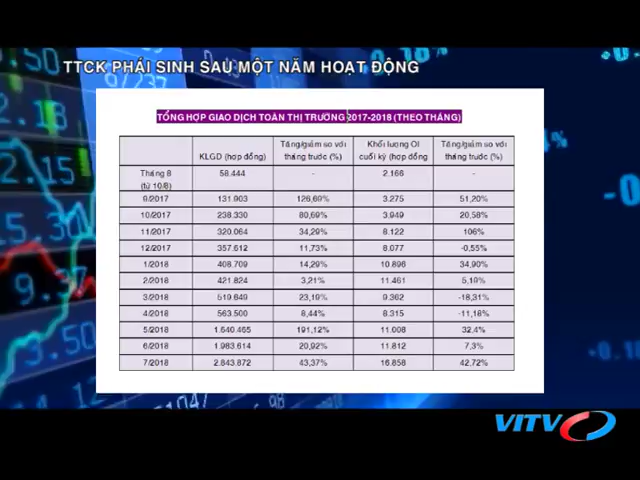 TTCK PHÁI SINH SAU MỘT NĂM HOẠT ĐỘNG
TỔNG HỢP GIAO DỊCH TOÀN THỊ TRƯỜNG 2017-2018 (THEO THÁNG)
KLGD (hợp đồng) Tăng/giảm so với tháng trước (%) Khối lượng OI cuối kỳ (hợp đồng Tăng/giảm so với tháng trước (%)
Tháng 8 (từ 10/8) 58.444 - 2.166 -
9/2017 131.903 126,69% 3.275 51,20%
10/2017 238.330 80,69% 3.949 20,58%
11/2017 320.064 34,29% 8.122 106%
12/2017 357.612 11,73% 8.077 -0,55%
1/2018 408.709 14,29% 10.896 34,90%
2/2018 421.824 3,21% 11.461 5,19%
3/2018 519.649 23,19% 9.362 -18,31%
4/2018 563.500 8,44% 8.315 -11,18%
5/2018 1.640.465 191,12% 11.008 32,4%
6/2018 1.983.614 20,92% 11.812 7,3%
7/2018 2.843.872 43,37% 16.858 42,72%
VITV